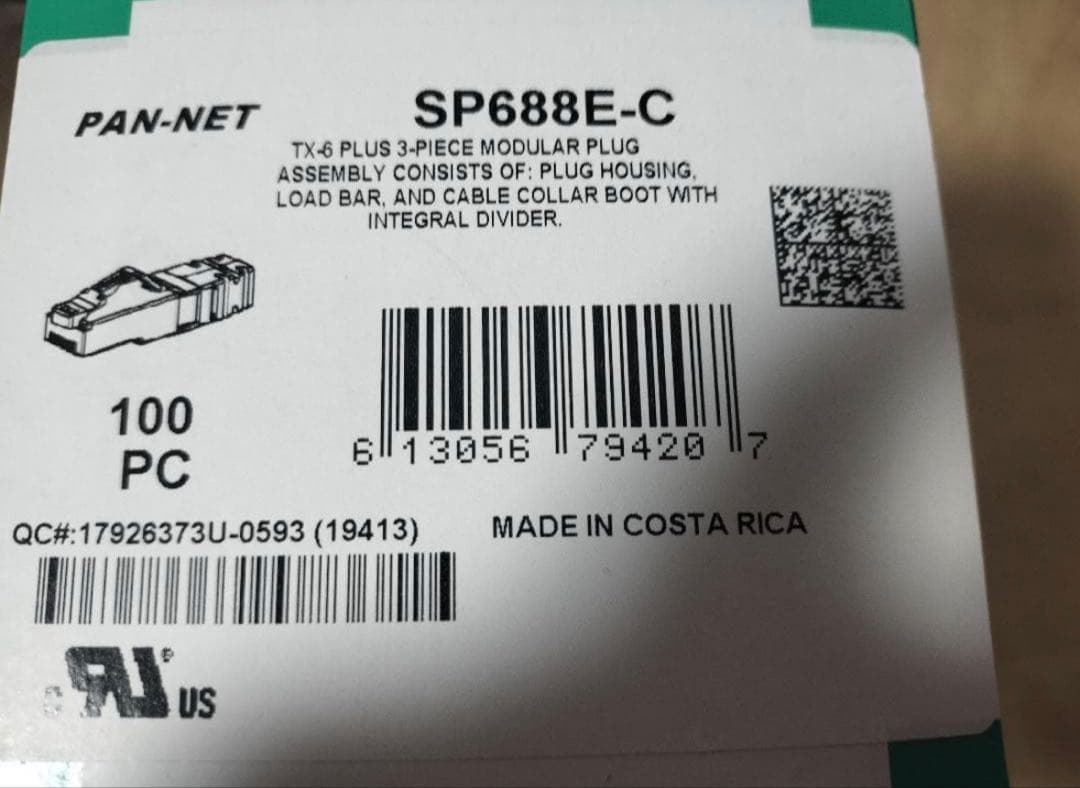 PAN-NET
SP688E-C
TX-6 PLUS 3-PIECE MODULAR PLUG
ASSEMBLY CONSISTS OF: PLUG HOUSING,
LOAD BAR, AND CABLE COLLAR BOOT WITH
INTEGRAL DIVIDER.
100
PC
6 13056 79420 7
QC#:17926373U-0593 (19413)
MADE IN COSTA RICA
c RU® US